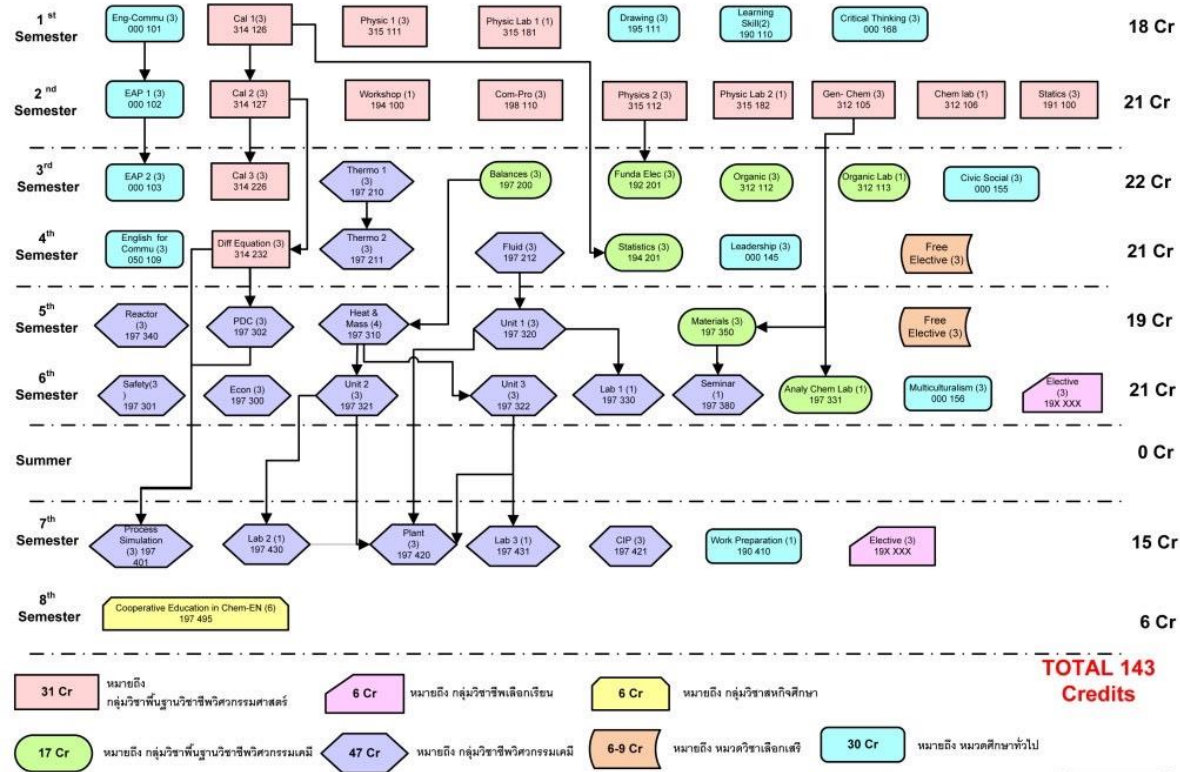 1 st
Semester
Eng-Commu (3)
000 101
Cal 1(3)
314 126
Physic 1 (3)
315 111
Physic Lab 1 (1)
315 181
Drawing (3)
195 111
Learning
Skill(2)
190 110
Critical Thinking (3)
000 168
18 Cr
2 nd
Semester
EAP 1 (3)
000 102
Cal 2 (3)
314 127
Workshop (1)
194 100
Com-Pro (3)
198 110
Physics 2 (3)
315 112
Physic Lab 2 (1)
315 182
Gen- Chem (3)
312 105
Chem lab (1)
312 106
Statics (3)
191 100
21 Cr
3rd
Semester
EAP 2 (3)
000 103
Cal 3 (3)
314 226
Thermo 1
(3)
197 210
Balances (3)
197 200
Funda Elec (3)
192 201
Organic (3)
312 112
Organic Lab (1)
312 113
Civic Social (3)
000 155
22 Cr
4th
Semester
English for
Commu (3)
050 109
Diff Equation (3)
314 232
Thermo 2
(3)
197 211
Fluid (3)
197 212
Statistics (3)
194 201
Leadership (3)
000 145
Free
Elective (3)
21 Cr
5th
Semester
Reactor
(3)
197 340
PDC (3)
197 302
Heat &
Mass (4)
197 310
Unit 1 (3)
197 320
Materials (3)
197 350
Free
Elective (3)
19 Cr
6th
Semester
Safety(3
)
197 301
Econ (3)
197 300
Unit 2
(3)
197 321
Unit 3
(3)
197 322
Lab 1 (1)
197 330
Seminar
(1)
197 380
Analy Chem Lab (1)
197 331
Multiculturalism (3)
000 156
Elective
(3)
19X XXX
21 Cr
Summer
0 Cr
7th
Semester
Process
Simulation
(3) 197
401
Lab 2 (1)
197 430
Plant
(3)
197 420
Lab 3 (1)
197 431
CIP (3)
197 421
Work Preparation (1)
190 410
Elective (3)
19X XXX
15 Cr
8th
Semester
Cooperative Education in Chem-EN (6)
197 495
6 Cr
TOTAL 143
Credits
31 Cr
หมายถึง
กลุ่มวิชาพื้นฐานวิชาชีพวิศวกรรมศาสตร์
6 Cr
หมายถึง กลุ่มวิชาชีพเลือกเรียน
6 Cr
หมายถึง กลุ่มวิชาสหกิจศึกษา
17 Cr
หมายถึง กลุ่มวิชาพื้นฐานวิชาชีพวิศวกรรมเคมี
47 Cr
หมายถึง กลุ่มวิชาชีพวิศวกรรมเคมี
6-9 Cr
หมายถึง หมวดวิชาเลือกเสรี
30 Cr
หมายถึง หมวดศึกษาทั่วไป